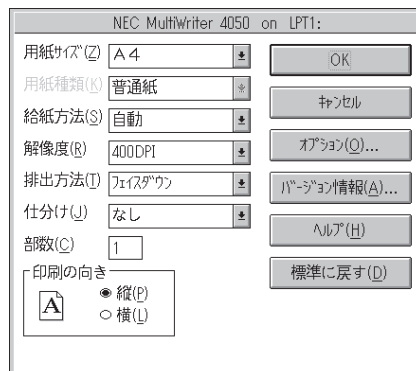 NEC MultiWriter 4050 on LPT1:
用紙ｻｲｽﾞ(Z) A4
用紙種類(K) 普通紙
給紙方法(S) 自動
解像度(R) 400DPI
排出方法(T) ﾌｪｲｽﾀﾞｳﾝ
仕分け(J) なし
部数(C) 1
印刷の向き
A
縦(P)
横(L)
OK
ｷｬﾝｾﾙ
ｵﾌﾟｼｮﾝ(O)...
ﾊﾞｰｼﾞｮﾝ情報(A)...
ﾍﾙﾌﾟ(H)
標準に戻す(D)